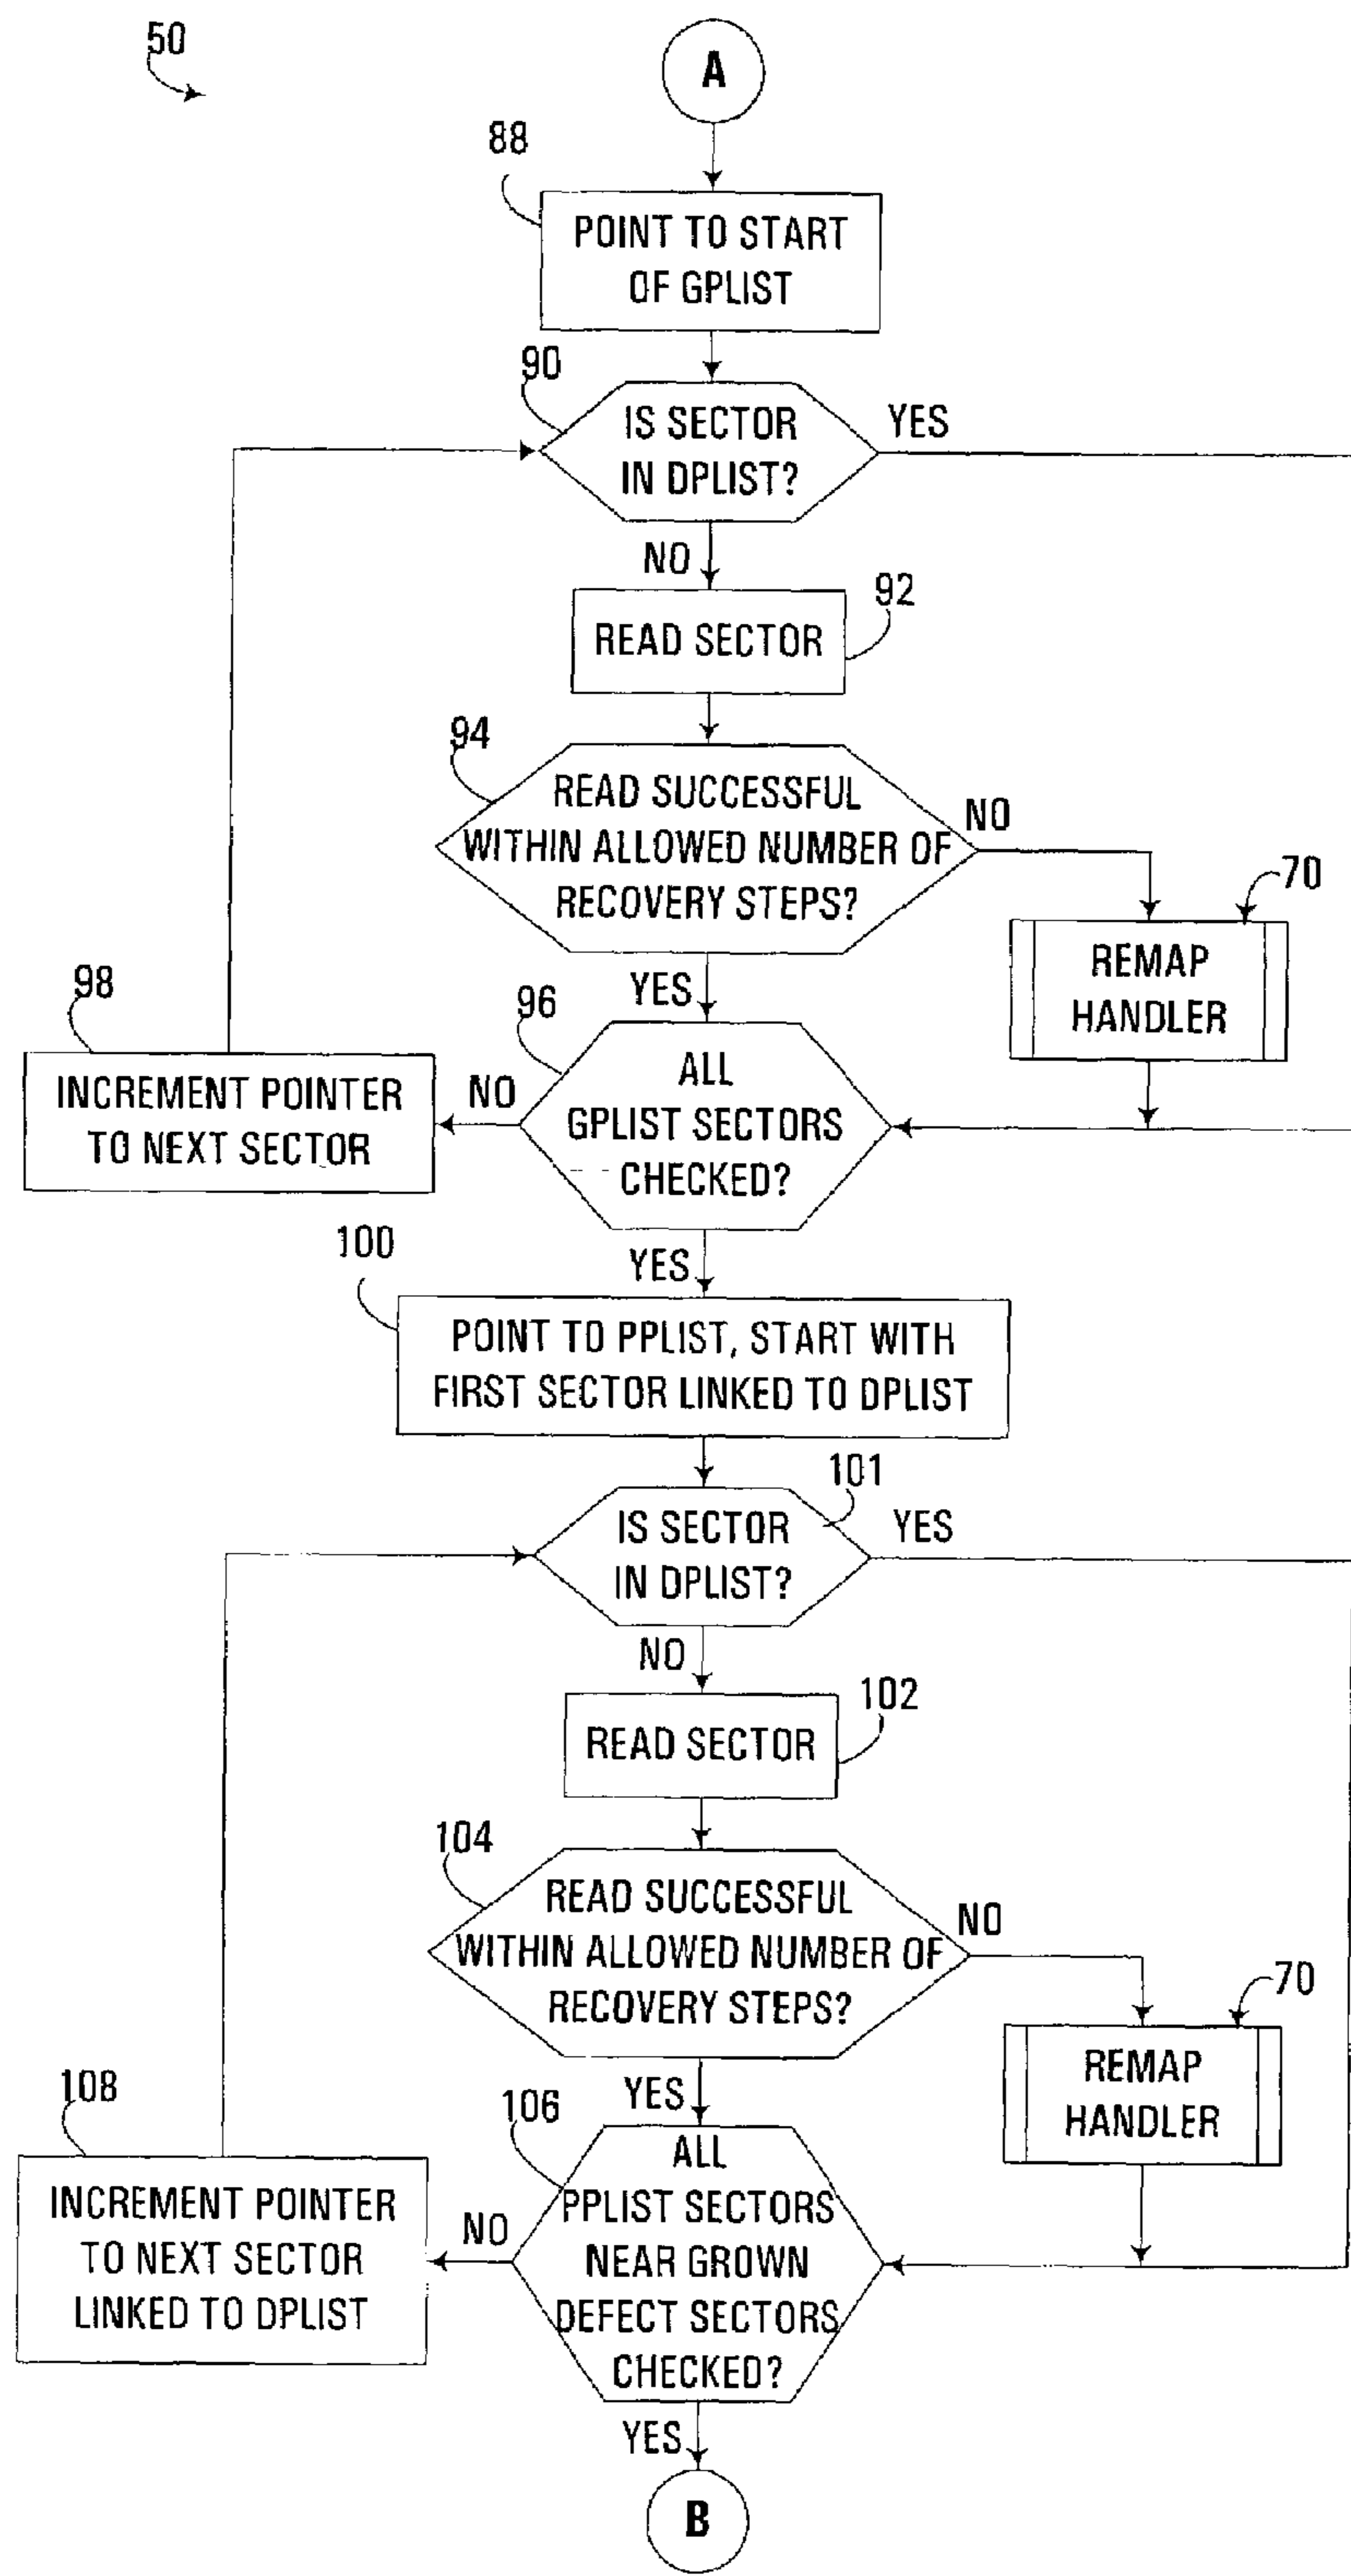 50
A
88
POINT TO START
OF GPLIST
90
IS SECTOR
IN DPLIST?
YES
NO
92
READ SECTOR
94
READ SUCCESSFUL
WITHIN ALLOWED NUMBER OF
RECOVERY STEPS?
NO
70
REMAP
HANDLER
YES
98
96
INCREMENT POINTER
TO NEXT SECTOR
NO
ALL
GPLIST SECTORS
CHECKED?
100
YES
POINT TO PPLIST, START WITH
FIRST SECTOR LINKED TO DPLIST
101
IS SECTOR
IN DPLIST?
YES
NO
102
READ SECTOR
104
READ SUCCESSFUL
WITHIN ALLOWED NUMBER OF
RECOVERY STEPS?
NO
70
REMAP
HANDLER
YES
108
106
INCREMENT POINTER
TO NEXT SECTOR
LINKED TO DPLIST
NO
ALL
PPLIST SECTORS
NEAR GROWN
DEFECT SECTORS
CHECKED?
YES
B